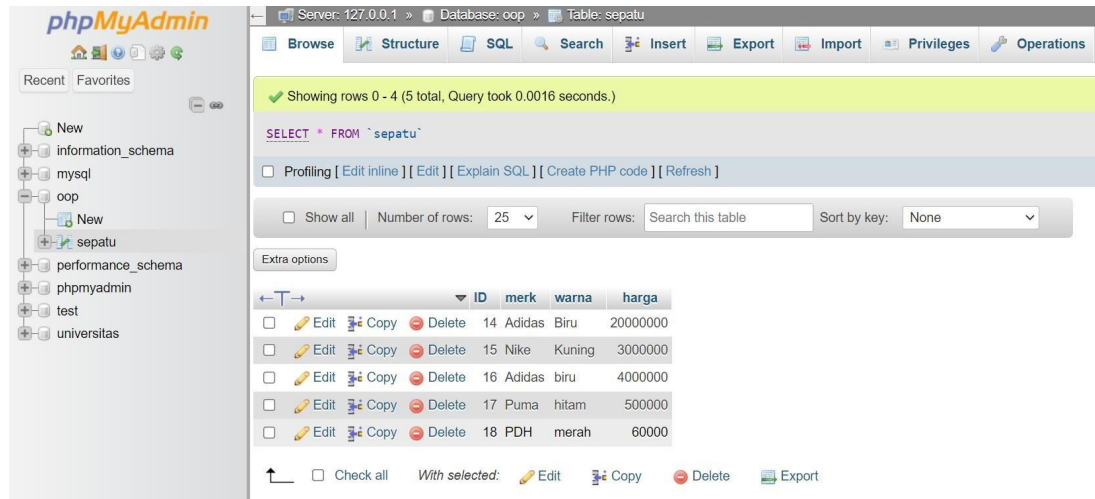 phpMyAdmin
Recent Favorites
New
information_schema
mysql
oop
New
sepatu
performance_schema
phpmyadmin
test
universitas
Server: 127.0.0.1 » Database: oop » Table: sepatu
Browse Structure SQL Search Insert Export Import Privileges Operations
Showing rows 0 - 4 (5 total, Query took 0.0016 seconds.)
SELECT * FROM `sepatu`
Profiling [ Edit inline ] [ Edit ] [ Explain SQL ] [ Create PHP code ] [ Refresh ]
Show all | Number of rows: 25 Filter rows: Search this table Sort by key: None
Extra options
←T→ ID merk warna harga
Edit Copy Delete 14 Adidas Biru 20000000
Edit Copy Delete 15 Nike Kuning 3000000
Edit Copy Delete 16 Adidas biru 4000000
Edit Copy Delete 17 Puma hitam 500000
Edit Copy Delete 18 PDH merah 60000
Check all With selected: Edit Copy Delete Export